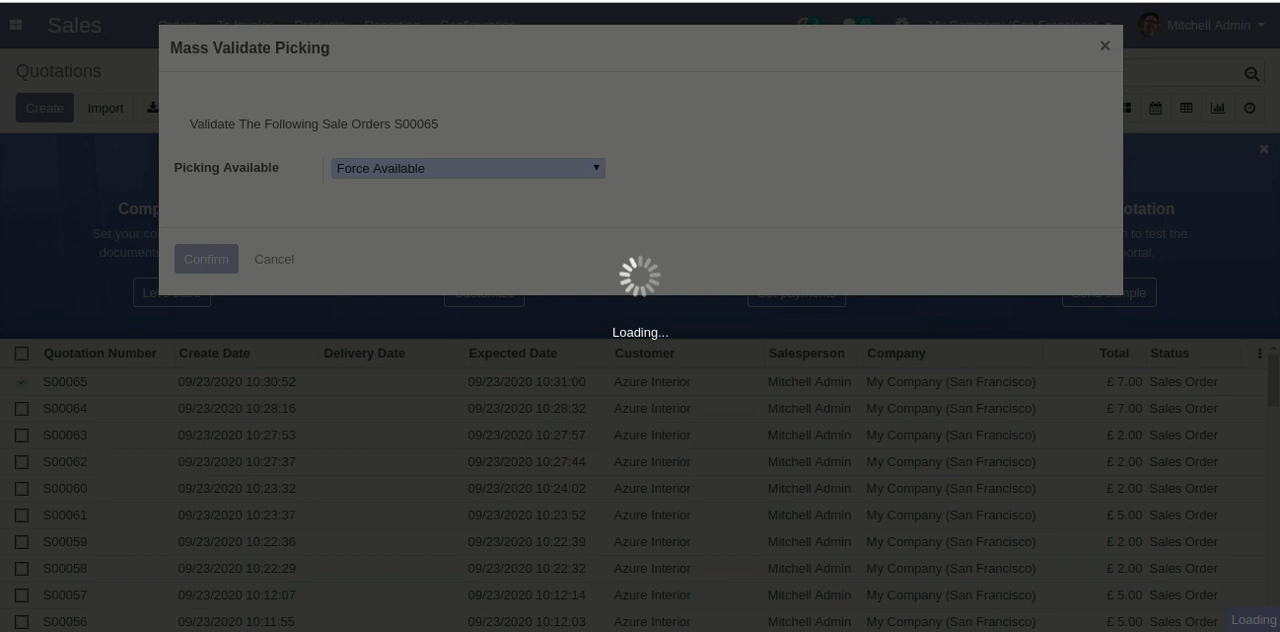 Sales
Mitchell Admin
Mass Validate Picking
×
Quotations
Create Import
Validate The Following Sale Orders S00065
Picking Available Force Available
Confirm Cancel
to test the
Loading...
Quotation Number Create Date Delivery Date Expected Date Customer Salesperson Company Total Status
S00065 09/23/2020 10:30:52 09/23/2020 10:31:00 Azure Interior Mitchell Admin My Company (San Francisco) £ 7.00 Sales Order
S00064 09/23/2020 10:28:16 09/23/2020 10:28:32 Azure Interior Mitchell Admin My Company (San Francisco) £ 7.00 Sales Order
S00063 09/23/2020 10:27:53 09/23/2020 10:27:57 Azure Interior Mitchell Admin My Company (San Francisco) £ 2.00 Sales Order
S00062 09/23/2020 10:27:37 09/23/2020 10:27:44 Azure Interior Mitchell Admin My Company (San Francisco) £ 2.00 Sales Order
S00060 09/23/2020 10:23:32 09/23/2020 10:24:02 Azure Interior Mitchell Admin My Company (San Francisco) £ 2.00 Sales Order
S00061 09/23/2020 10:23:37 09/23/2020 10:23:52 Azure Interior Mitchell Admin My Company (San Francisco) £ 5.00 Sales Order
S00059 09/23/2020 10:22:36 09/23/2020 10:22:39 Azure Interior Mitchell Admin My Company (San Francisco) £ 2.00 Sales Order
S00058 09/23/2020 10:22:29 09/23/2020 10:22:32 Azure Interior Mitchell Admin My Company (San Francisco) £ 2.00 Sales Order
S00057 09/23/2020 10:12:07 09/23/2020 10:12:14 Azure Interior Mitchell Admin My Company (San Francisco) £ 5.00 Sales Order
S00056 09/23/2020 10:11:55 09/23/2020 10:12:03 Azure Interior Mitchell Admin My Company (San Francisco) £ 5.00 Sales Order
Loading